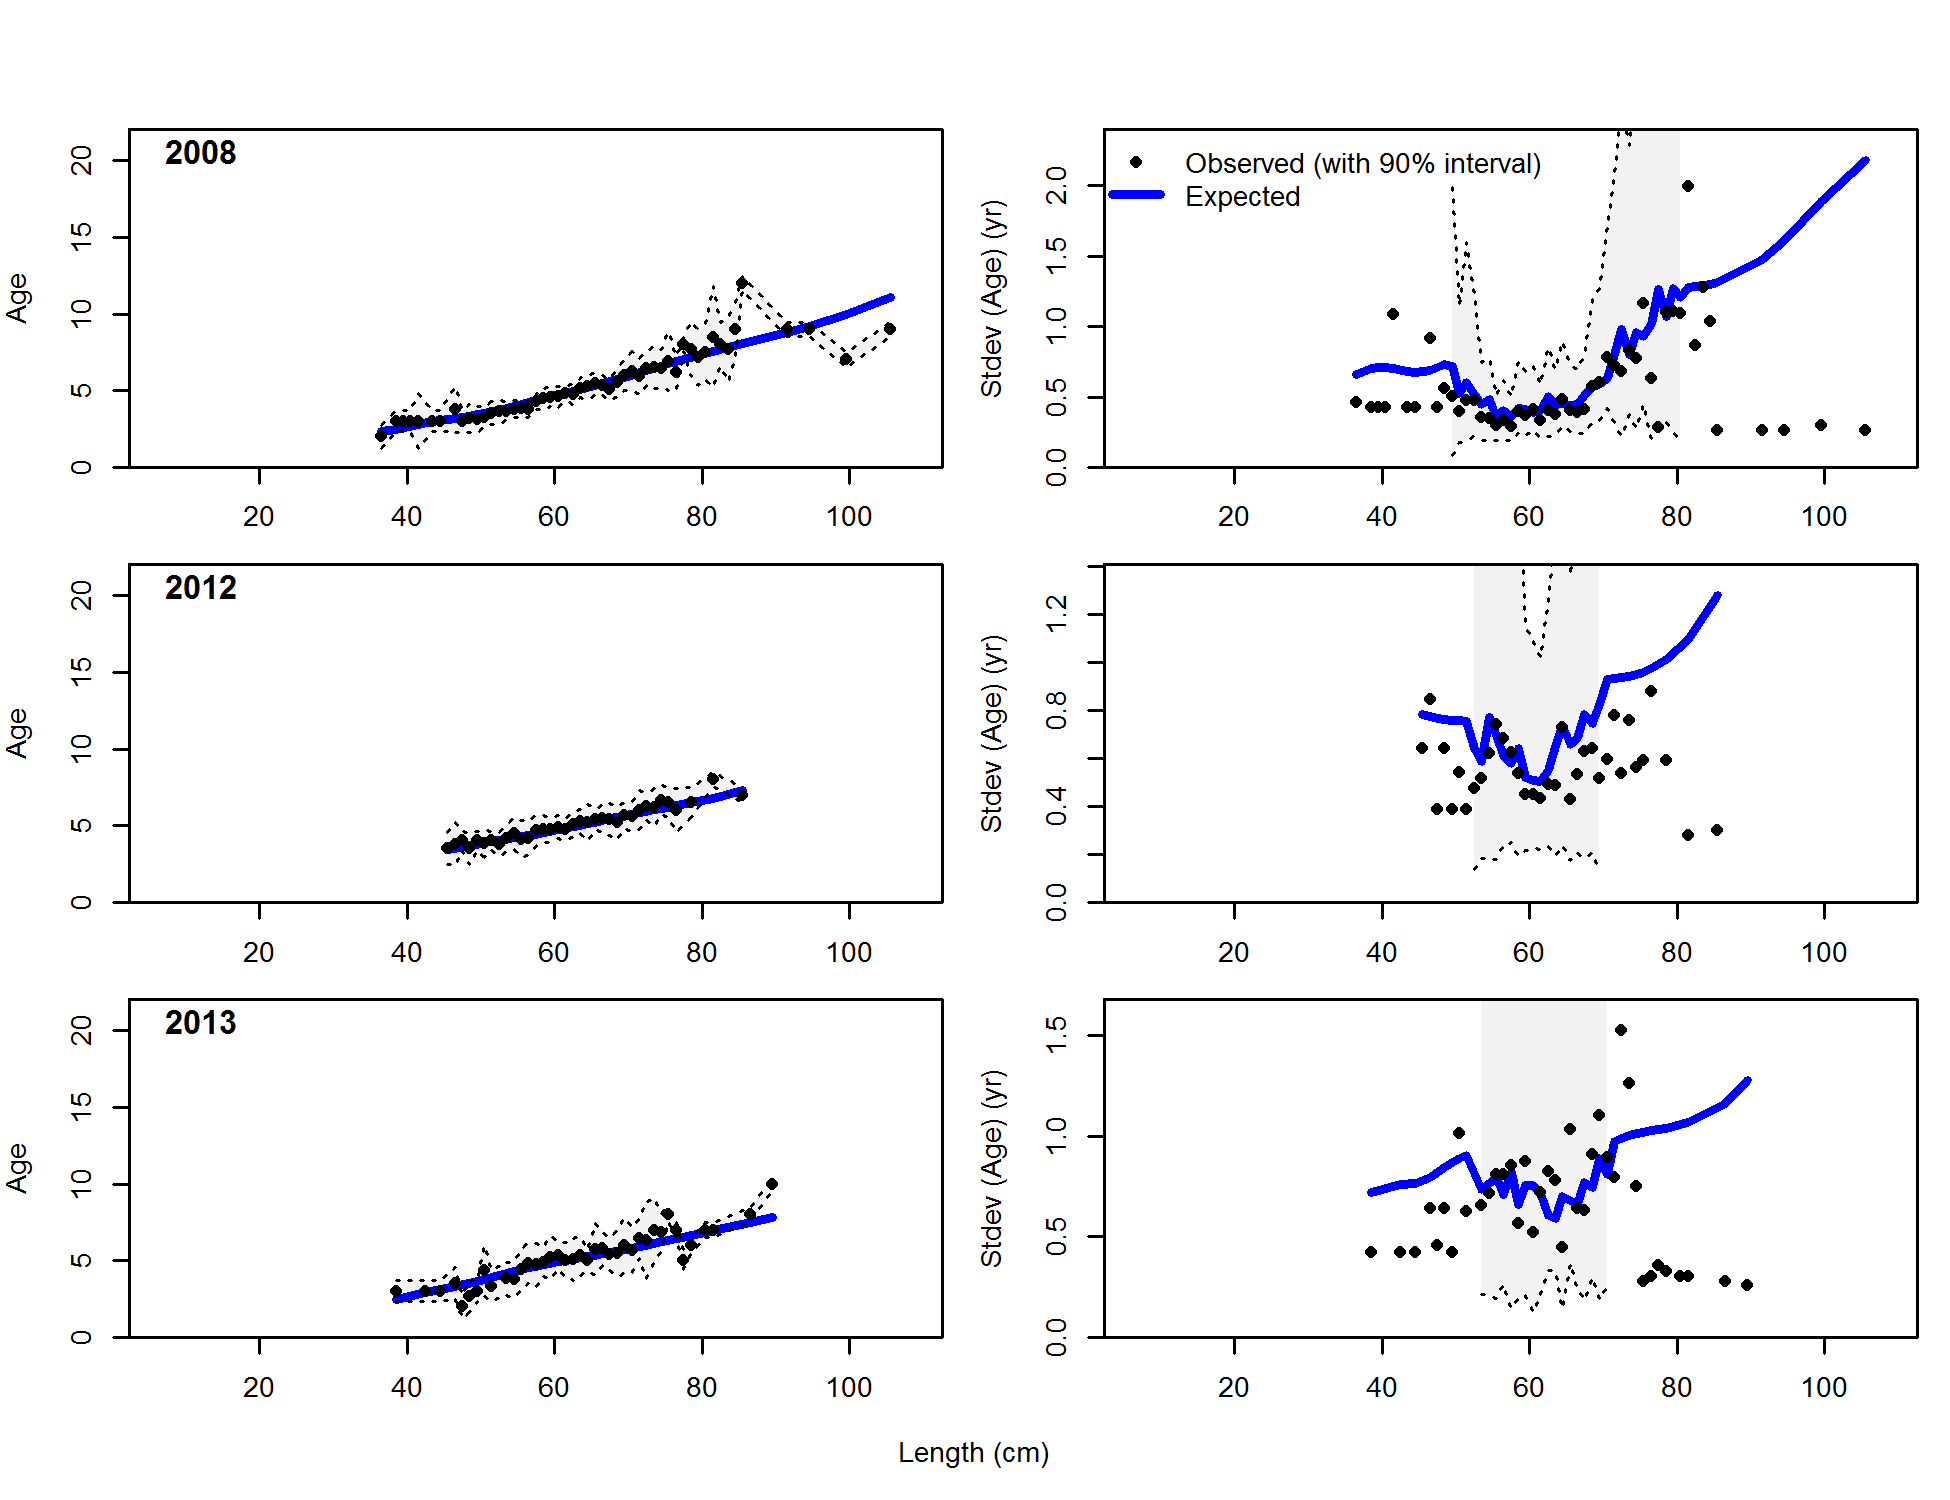 2008
Age
0 5 10 15 20
20 40 60 80 100
Observed (with 90% interval)
Expected
Stdev (Age) (yr)
0.0 0.5 1.0 1.5 2.0
20 40 60 80 100
2012
Age
0 5 10 15 20
20 40 60 80 100
Stdev (Age) (yr)
0.0 0.4 0.8 1.2
20 40 60 80 100
2013
Age
0 5 10 15 20
20 40 60 80 100
Stdev (Age) (yr)
0.0 0.5 1.0 1.5
20 40 60 80 100
Length (cm)